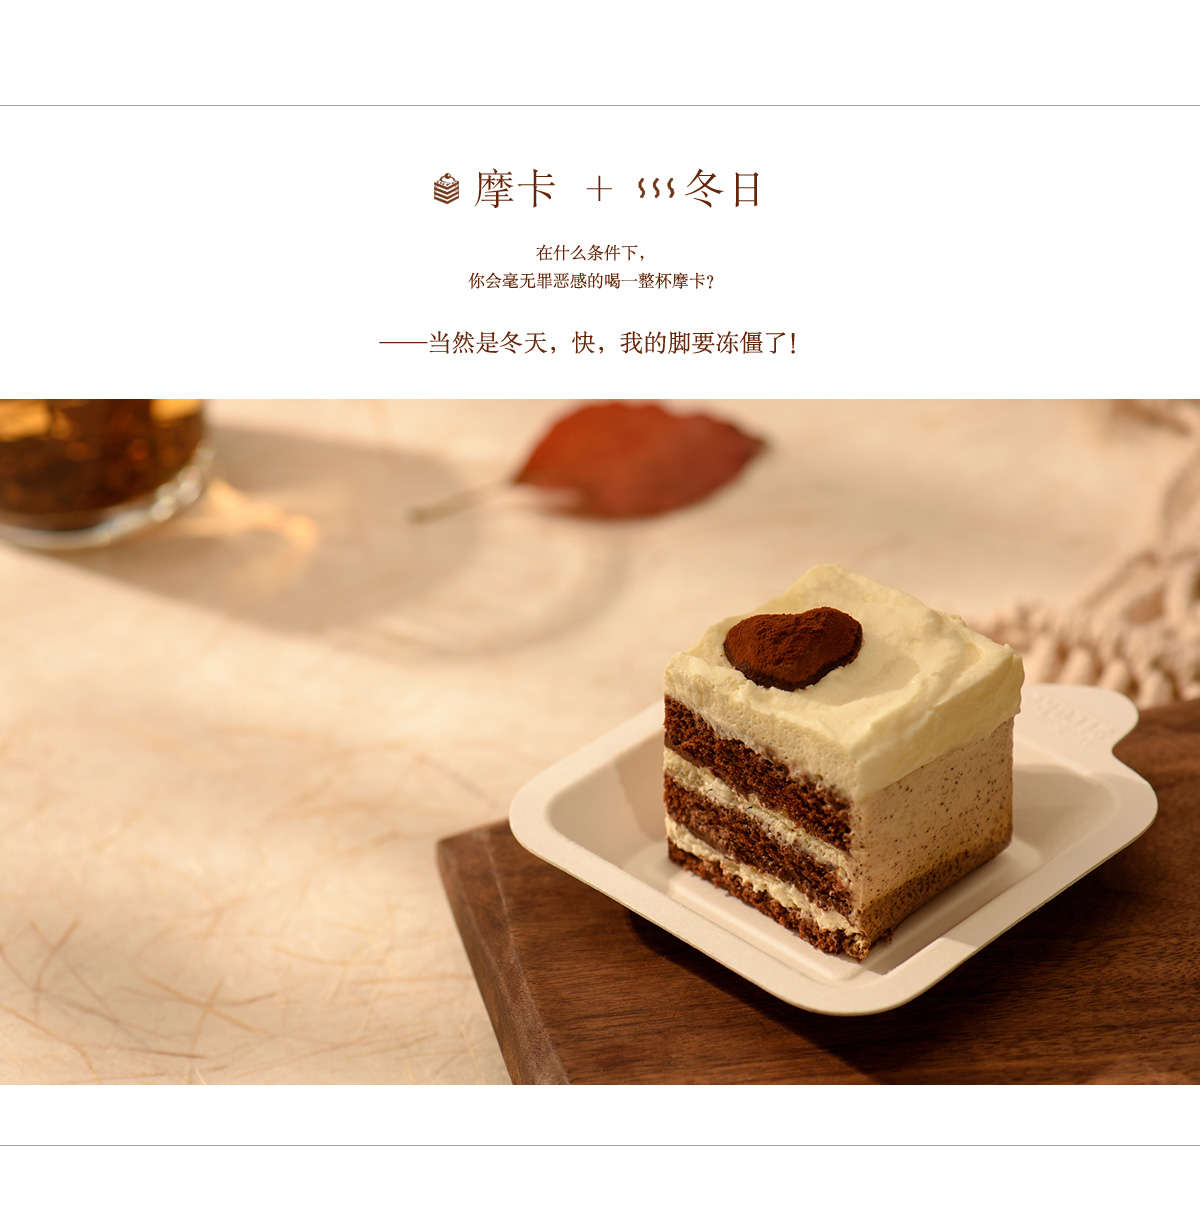 摩卡 + 冬日
在什么条件下，
你会毫无罪恶感的喝一整杯摩卡？
——当然是冬天，快，我的脚要冻僵了！